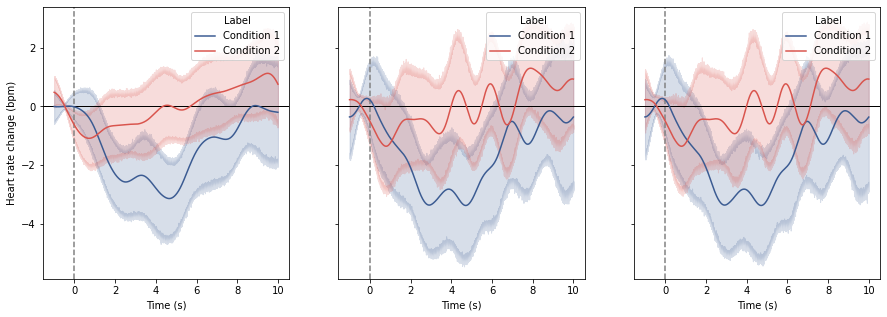 Label
Condition 1
Condition 2
Label
Condition 1
Condition 2
Label
Condition 1
Condition 2
Heart rate change (bpm)
2
0
−2
−4
0 2 4 6 8 10
0 2 4 6 8 10
0 2 4 6 8 10
Time (s)
Time (s)
Time (s)